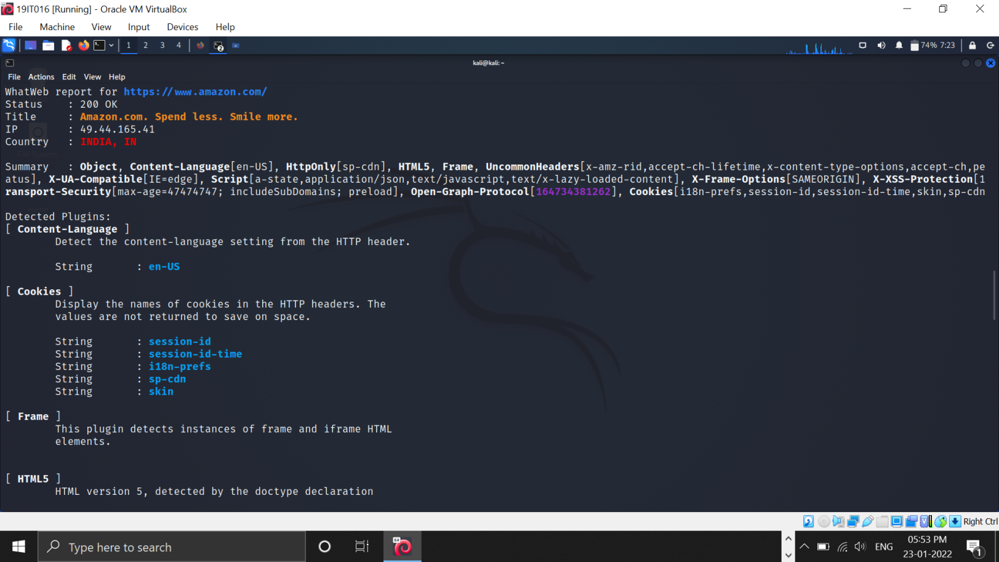 19IT016 [Running] - Oracle VM VirtualBox
File Machine View Input Devices Help
1 2 3 4 2 74% 7:23
kali@kali: ~
File Actions Edit View Help
WhatWeb report for https://www.amazon.com/
Status : 200 OK
Title : Amazon.com. Spend less. Smile more.
IP : 49.44.165.41
Country : INDIA, IN
File System
Summary : Object, Content-Language[en-US], HttpOnly[sp-cdn], HTML5, Frame, UncommonHeaders[x-amz-rid,accept-ch-lifetime,x-content-type-options,accept-ch,pe
atus], X-UA-Compatible[IE=edge], Script[a-state,application/json,text/javascript,text/x-lazy-loaded-content], X-Frame-Options[SAMEORIGIN], X-XSS-Protection[1
ransport-Security[max-age=47474747; includeSubDomains; preload], Open-Graph-Protocol[164734381262], Cookies[i18n-prefs,session-id,session-id-time,skin,sp-cdn
Detected Plugins:
[ Content-Language ]
Detect the content-language setting from the HTTP header.
String : en-US
[ Cookies ]
Display the names of cookies in the HTTP headers. The
values are not returned to save on space.
String : session-id
String : session-id-time
String : i18n-prefs
String : sp-cdn
String : skin
[ Frame ]
This plugin detects instances of frame and iframe HTML
elements.
[ HTML5 ]
HTML version 5, detected by the doctype declaration
Right Ctrl
Type here to search
64
ENG
05:53 PM
23-01-2022
1